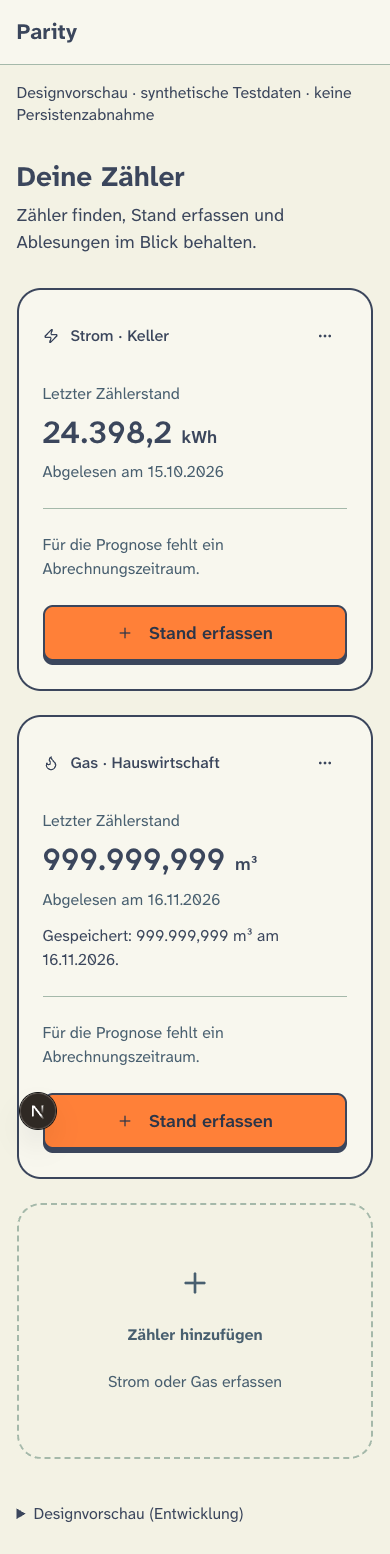 Parity
Designvorschau · synthetische Testdaten · keine
Persistenzabnahme
Deine Zähler
Zähler finden, Stand erfassen und
Ablesungen im Blick behalten.
Strom · Keller
Letzter Zählerstand
24.398,2 kWh
Abgelesen am 15.10.2026
Für die Prognose fehlt ein
Abrechnungszeitraum.
+ Stand erfassen
Gas · Hauswirtschaft
Letzter Zählerstand
999.999,999 m³
Abgelesen am 16.11.2026
Gespeichert: 999.999,999 m³ am
16.11.2026.
Für die Prognose fehlt ein
Abrechnungszeitraum.
N
+ Stand erfassen
+
Zähler hinzufügen
Strom oder Gas erfassen
▶ Designvorschau (Entwicklung)